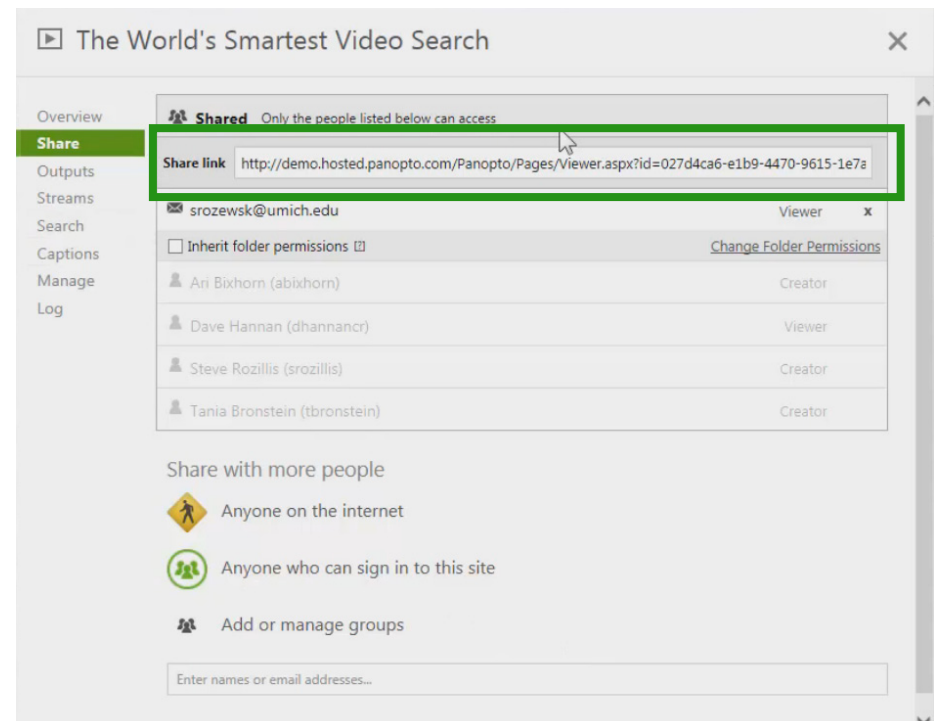 The World's Smartest Video Search
Overview
Share
Outputs
Streams
Search
Captions
Manage
Log
Shared Only the people listed below can access
Share link http://demo.hosted.panopto.com/Panopto/Pages/Viewer.aspx?id=027d4ca6-e1b9-4470-9615-1e7a
srozewsk@umich.edu Viewer x
Inherit folder permissions [?] Change Folder Permissions
Ari Bixhorn (abixhorn) Creator
Dave Hannan (dhannancr) Viewer
Steve Rozillis (srozillis) Creator
Tania Bronstein (tbronstein) Creator
Share with more people
Anyone on the internet
Anyone who can sign in to this site
Add or manage groups
Enter names or email addresses...